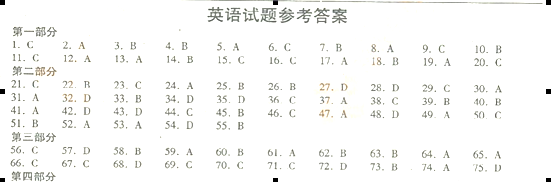 英语试题参考答案
第一部分
1. C 2. A 3. B 4. B 5. A 6. C 7. B 8. A 9. C 10. B
11. C 12. A 13. A 14. B 15. C 16. C 17. A 18. B 19. A 20. C
第二部分
21. C 22. B 23. C 24. A 25. B 26. B 27. D 28. D 29. C 30. A
31. A 32. D 33. B 34. D 35. D 36. C 37. A 38. C 39. B 40. B
41. A 42. D 43. D 44. C 45. B 46. C 47. A 48. D 49. A 50. C
51. B 52. A 53. A 54. D 55. B
第三部分
56. C 57. D 58. B 59. A 60. B 61. A 62. B 63. B 64. A 65. A
66. C 67. C 68. D 69. C 70. C 71. C 72. D 73. B 74. A 75. D
第四部分